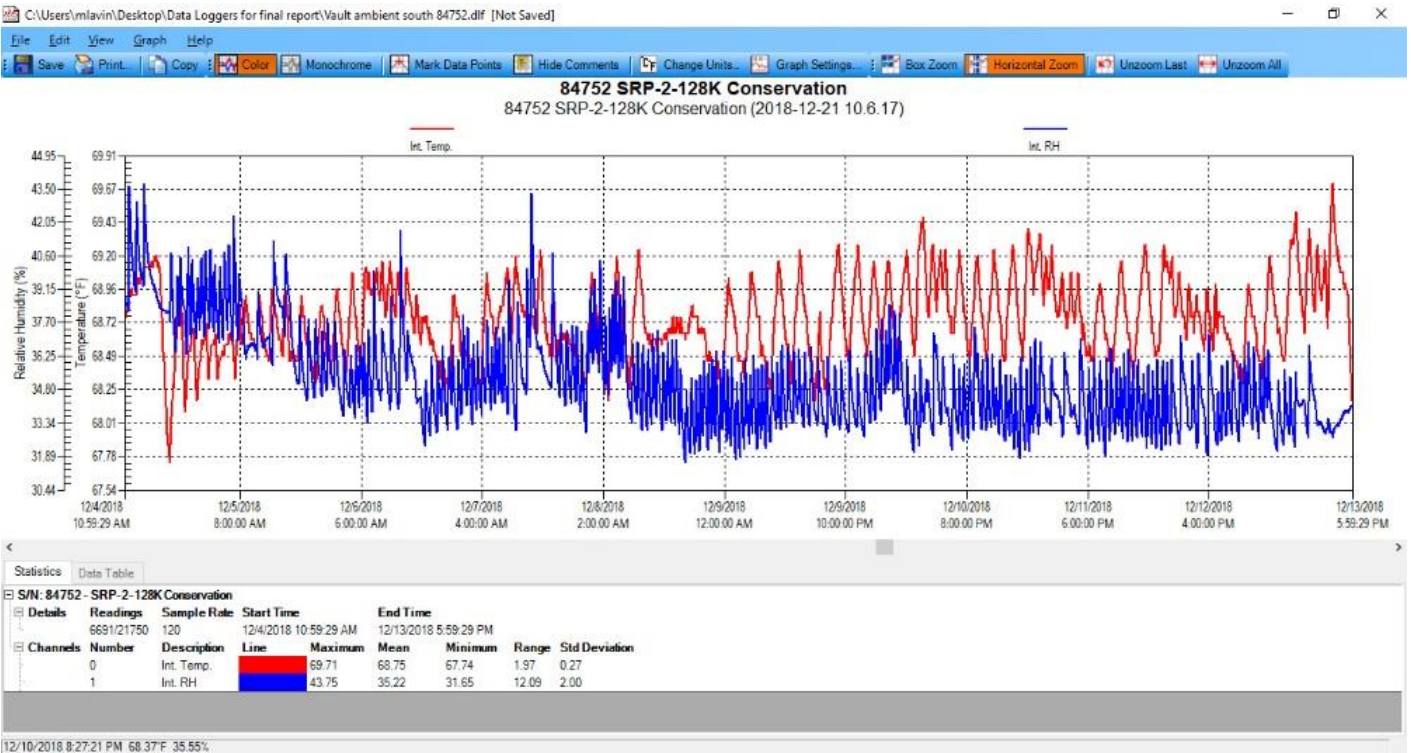 C:\Users\mlavin\Desktop\Data Loggers for final report\Vault ambient south 84752.dlf [Not Saved]
File Edit View Graph Help
Save Print... Copy Color Monochrome Mark Data Points Hide Comments Change Units... Graph Settings... Box Zoom Horizontal Zoom Unzoom Last Unzoom All
84752 SRP-2-128K Conservation
84752 SRP-2-128K Conservation (2018-12-21 10.6.17)
Int. Temp. Int. RH
44.95 69.91
43.50 69.67
42.05 69.43
40.60 69.20
39.15 68.96
37.70 68.72
36.25 68.49
34.80 68.25
33.34 68.01
31.89 67.78
30.44 67.54
Relative Humidity (%)
Temperature (°F)
12/4/2018 12/5/2018 12/6/2018 12/7/2018 12/8/2018 12/9/2018 12/9/2018 12/10/2018 12/11/2018 12/12/2018 12/13/2018
10:59:29 AM 8:00:00 AM 6:00:00 AM 4:00:00 AM 2:00:00 AM 12:00:00 AM 10:00:00 PM 8:00:00 PM 6:00:00 PM 4:00:00 PM 5:59:29 PM
Statistics Data Table
S/N: 84752 - SRP-2-128K Conservation
Details Readings Sample Rate Start Time End Time
6691/21750 120 12/4/2018 10:59:29 AM 12/13/2018 5:59:29 PM
Channels Number Description Line Maximum Mean Minimum Range Std Deviation
0 Int. Temp. 69.71 68.75 67.74 1.97 0.27
1 Int. RH 43.75 35.22 31.65 12.09 2.00
12/10/2018 8:27:21 PM 68.37°F 35.55%